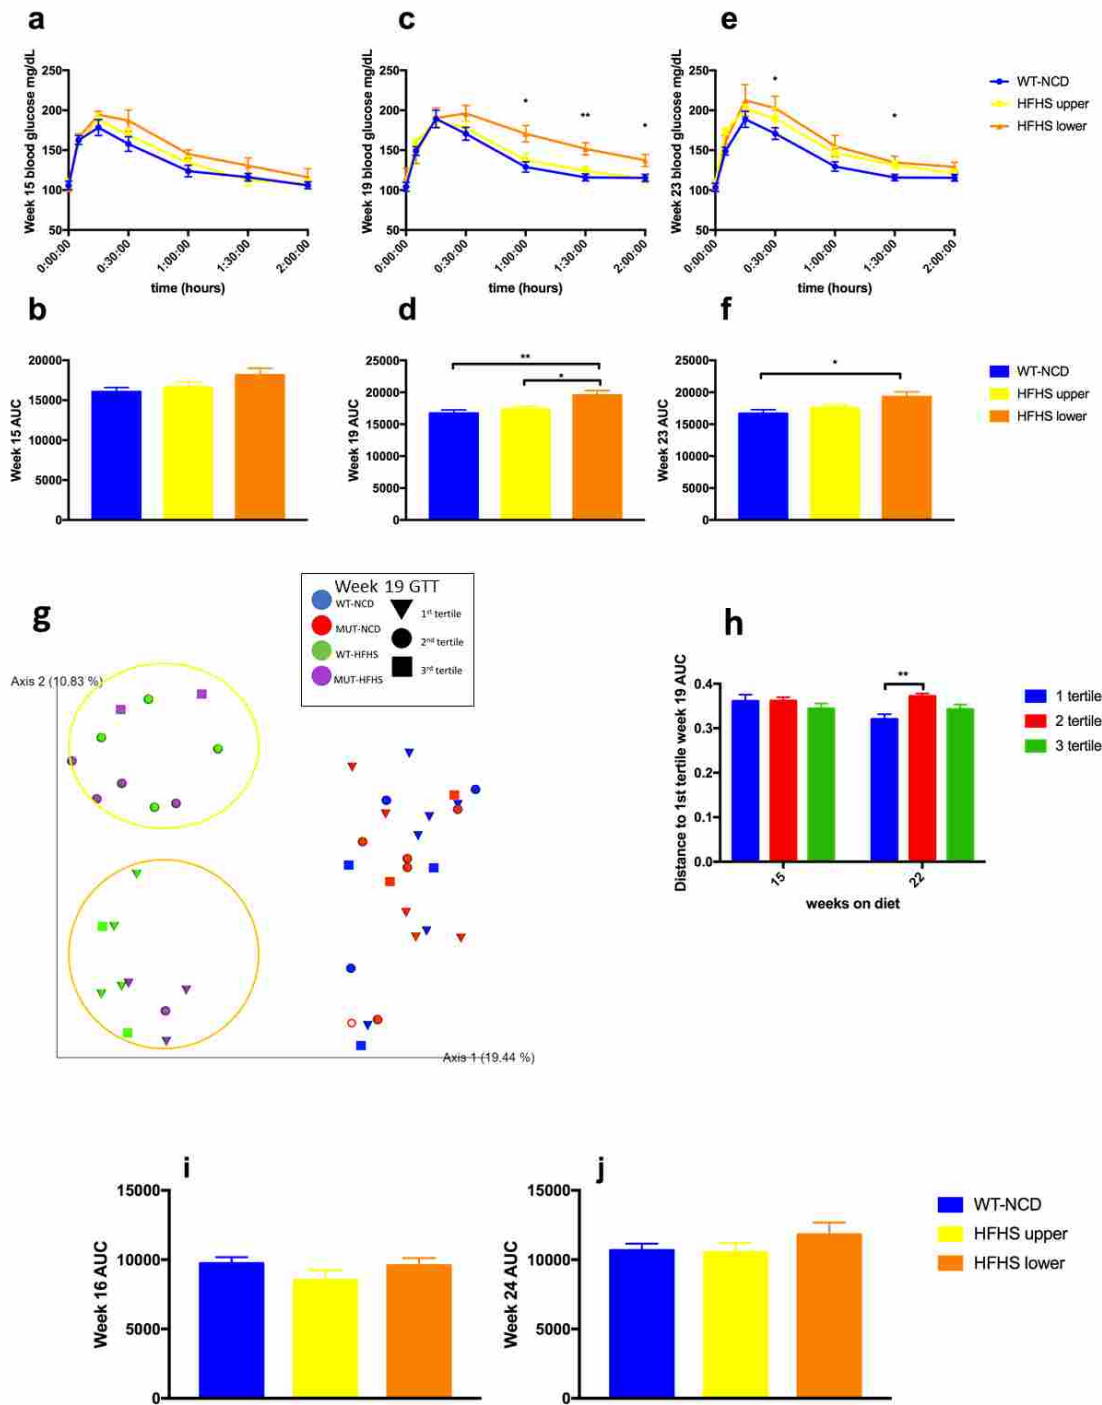 a
c
e
Week 15 blood glucose mg/dL
250
200
150
100
50
0:00:00
0:30:00
1:00:00
1:30:00
2:00:00
time (hours)
Week 19 blood glucose mg/dL
250
200
150
100
50
*
**
*
0:00:00
0:30:00
1:00:00
1:30:00
2:00:00
time (hours)
Week 23 blood glucose mg/dL
250
200
150
100
50
*
*
0:00:00
0:30:00
1:00:00
1:30:00
2:00:00
time (hours)
WT-NCD
HFHS upper
HFHS lower
b
d
f
Week 15 AUC
20000
15000
10000
5000
0
Week 19 AUC
25000
20000
15000
10000
5000
0
**
*
Week 23 AUC
25000
20000
15000
10000
5000
0
*
WT-NCD
HFHS upper
HFHS lower
g
Week 19 GTT
WT-NCD
MUT-NCD
WT-HFHS
MUT-HFHS
1st tertile
2nd tertile
3rd tertile
Axis 2 (10.83 %)
Axis 1 (19.44 %)
h
Distance to 1st tertile week 19 AUC
0.4
0.3
0.2
0.1
0.0
**
15
22
weeks on diet
1 tertile
2 tertile
3 tertile
i
Week 16 AUC
15000
10000
5000
0
j
Week 24 AUC
15000
10000
5000
0
WT-NCD
HFHS upper
HFHS lower